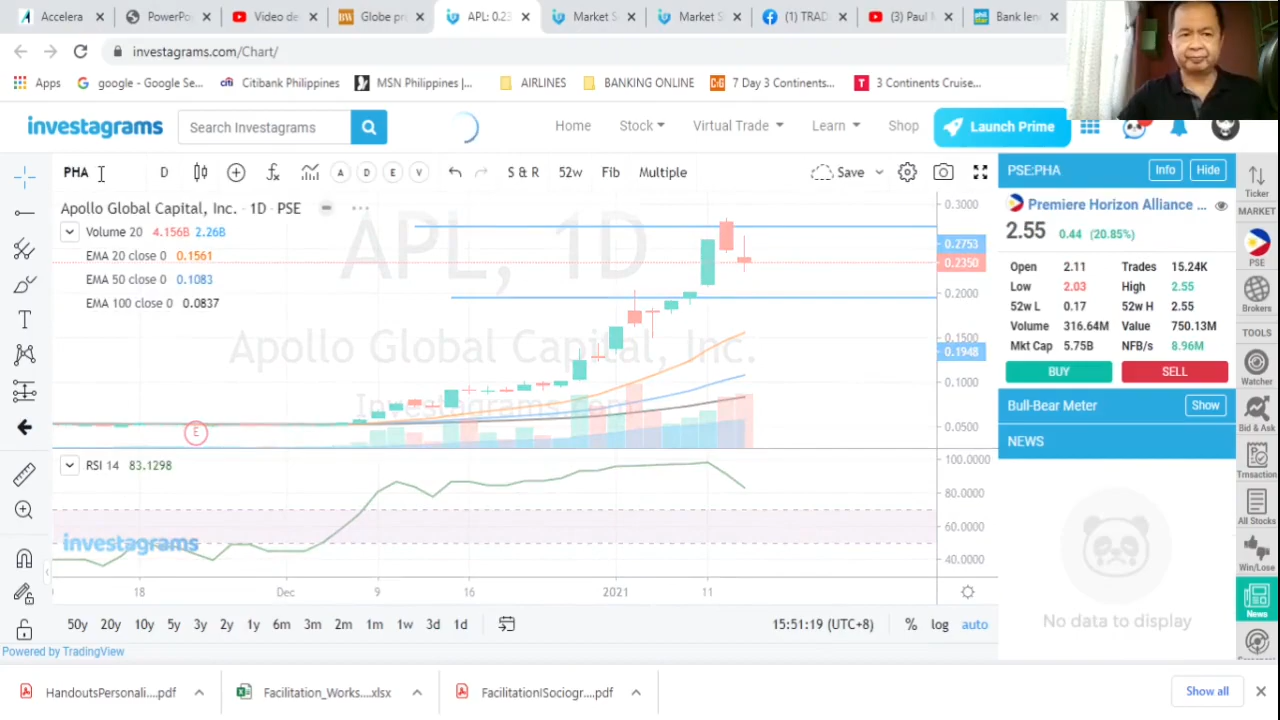 Accelera
PowerPo
Video de
Globe pr
APL: 0.23
Market S
Market S
(1) TRAD
(3) Paul M
Bank len
investagrams.com/Chart/
Apps
google - Google Se...
Citibank Philippines
MSN Philippines |...
AIRLINES
BANKING ONLINE
7 Day 3 Continents...
3 Continents Cruise...
investagrams
Search Investagrams
Home
Stock
Virtual Trade
Learn
Shop
Launch Prime
PHA
D
A
D
E
V
S & R
52w
Fib
Multiple
Save
PSE:PHA
Info
Hide
Ticker
Apollo Global Capital, Inc. · 1D · PSE
Volume 20 4.156B 2.26B
EMA 20 close 0 0.1561
EMA 50 close 0 0.1083
EMA 100 close 0 0.0837
APL, 1D
Apollo Global Capital, Inc.
Investagrams.com
E
0.3000
0.2753
0.2350
0.2000
0.1948
0.1500
0.1000
0.0500
RSI 14 83.1298
100.0000
80.0000
60.0000
40.0000
investagrams
18
Dec
9
16
2021
11
Premiere Horizon Alliance ...
2.55 0.44 (20.85%)
Open 2.11 Trades 15.24K
Low 2.03 High 2.55
52w L 0.17 52w H 2.55
Volume 316.64M Value 750.13M
Mkt Cap 5.75B NFB/s 8.96M
BUY
SELL
Bull-Bear Meter
Show
NEWS
No data to display
MARKET
PSE
Brokers
TOOLS
Watcher
Bid & Ask
Trnsaction
All Stocks
Win/Lose
News
50y 20y 10y 5y 3y 2y 1y 6m 3m 2m 1m 1w 3d 1d
15:51:19 (UTC+8)
% log auto
Powered by TradingView
HandoutsPersonali....pdf
Facilitation_Works....xlsx
FacilitationISociogr....pdf
Show all